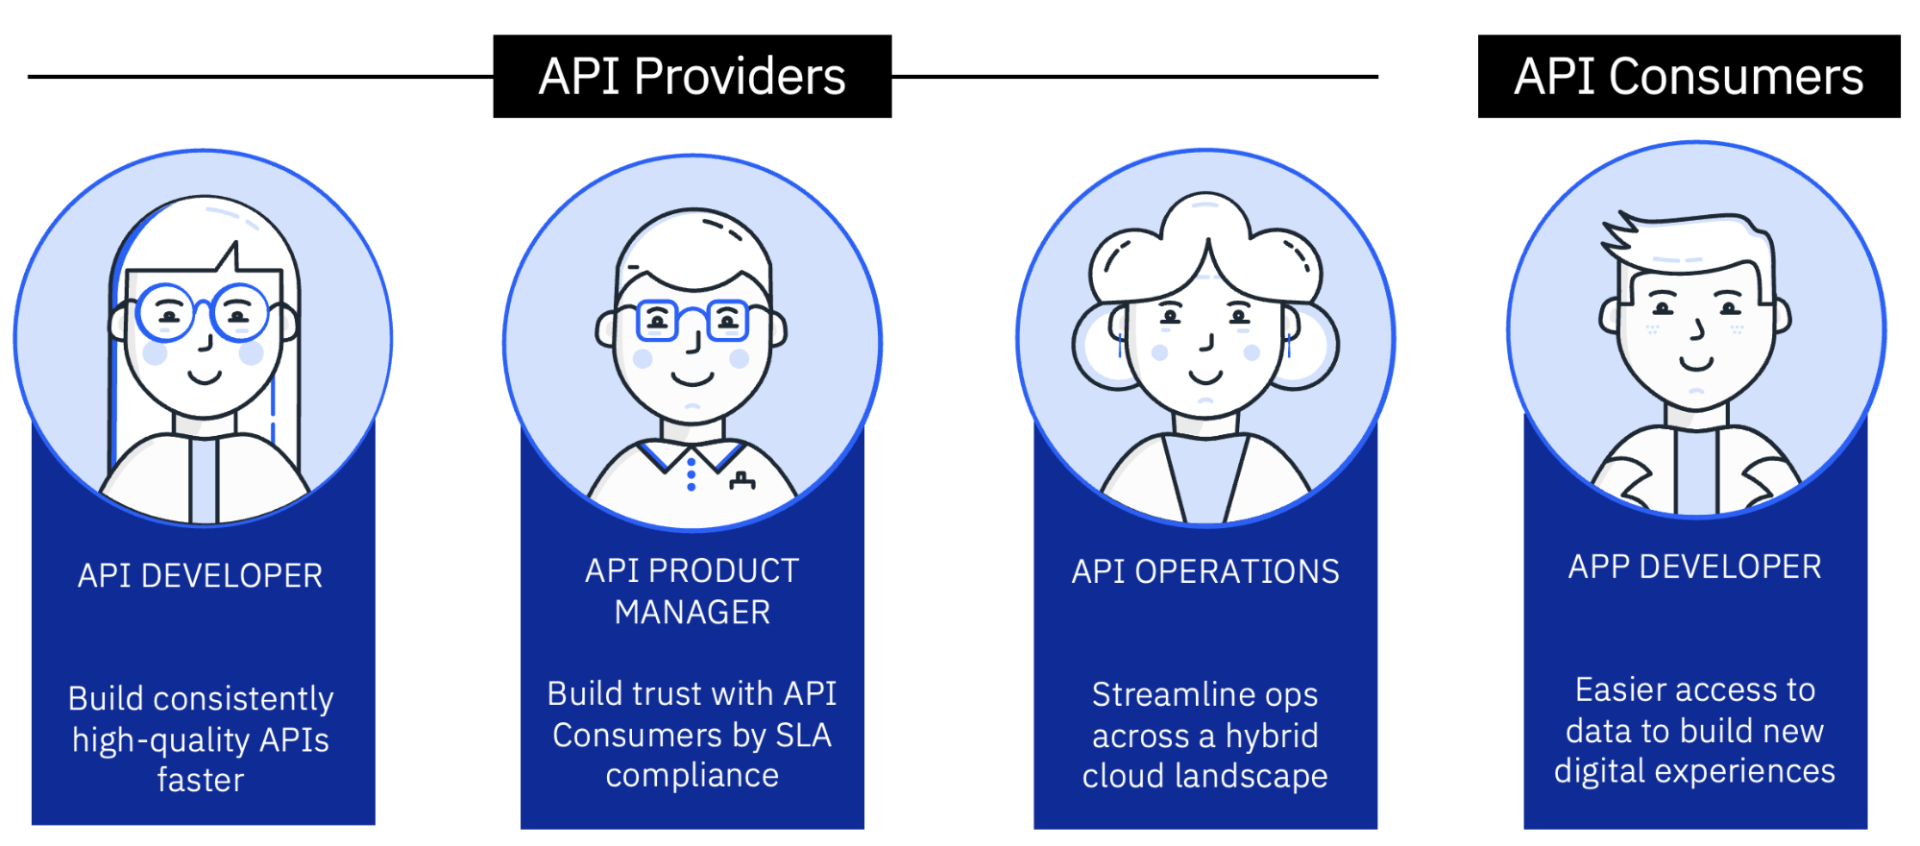 API Providers
API Consumers
API DEVELOPER
Build consistently
high-quality APIs
faster
API PRODUCT
MANAGER
Build trust with API
Consumers by SLA
compliance
API OPERATIONS
Streamline ops
across a hybrid
cloud landscape
APP DEVELOPER
Easier access to
data to build new
digital experiences